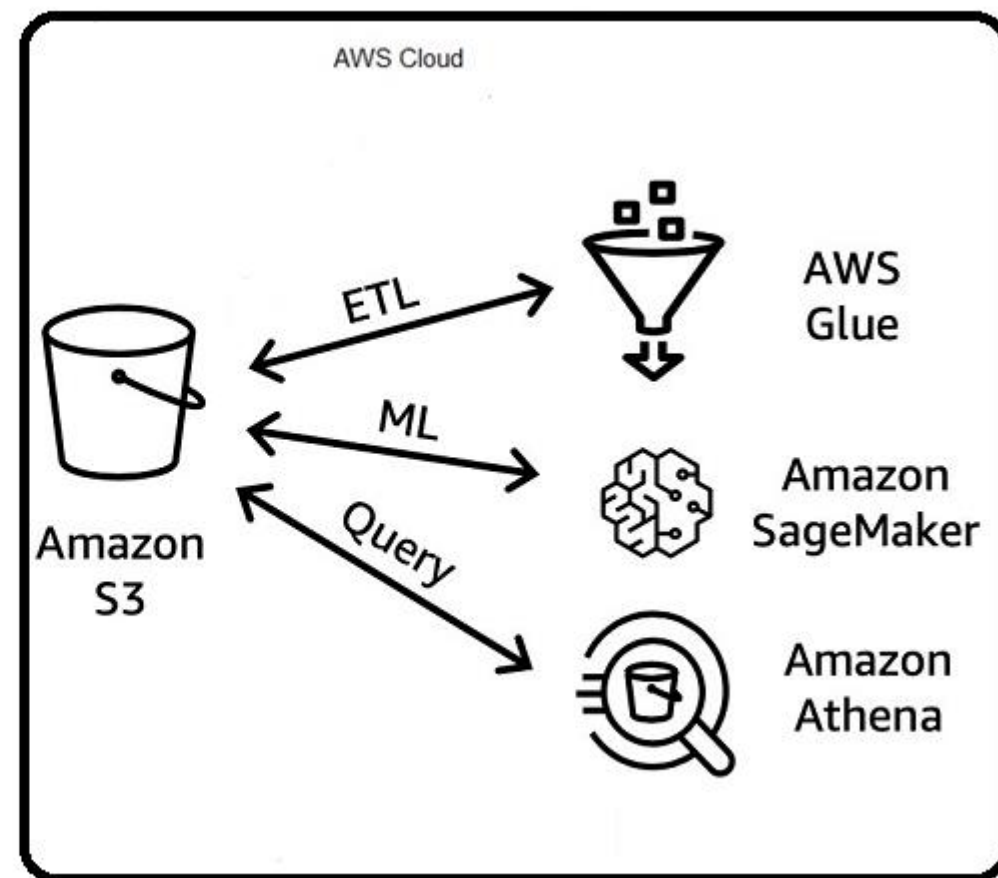 AWS Cloud
ETL
AWS
Glue
ML
Amazon
SageMaker
Query
Amazon
S3
Amazon
Athena